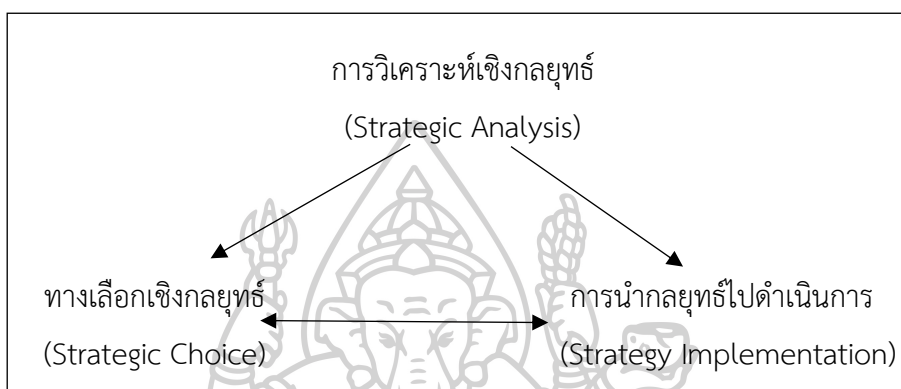 การวิเคราะห์เชิงกลยุทธ์
(Strategic Analysis)
ทางเลือกเชิงกลยุทธ์
(Strategic Choice)
การนำกลยุทธ์ไปดำเนินการ
(Strategy Implementation)